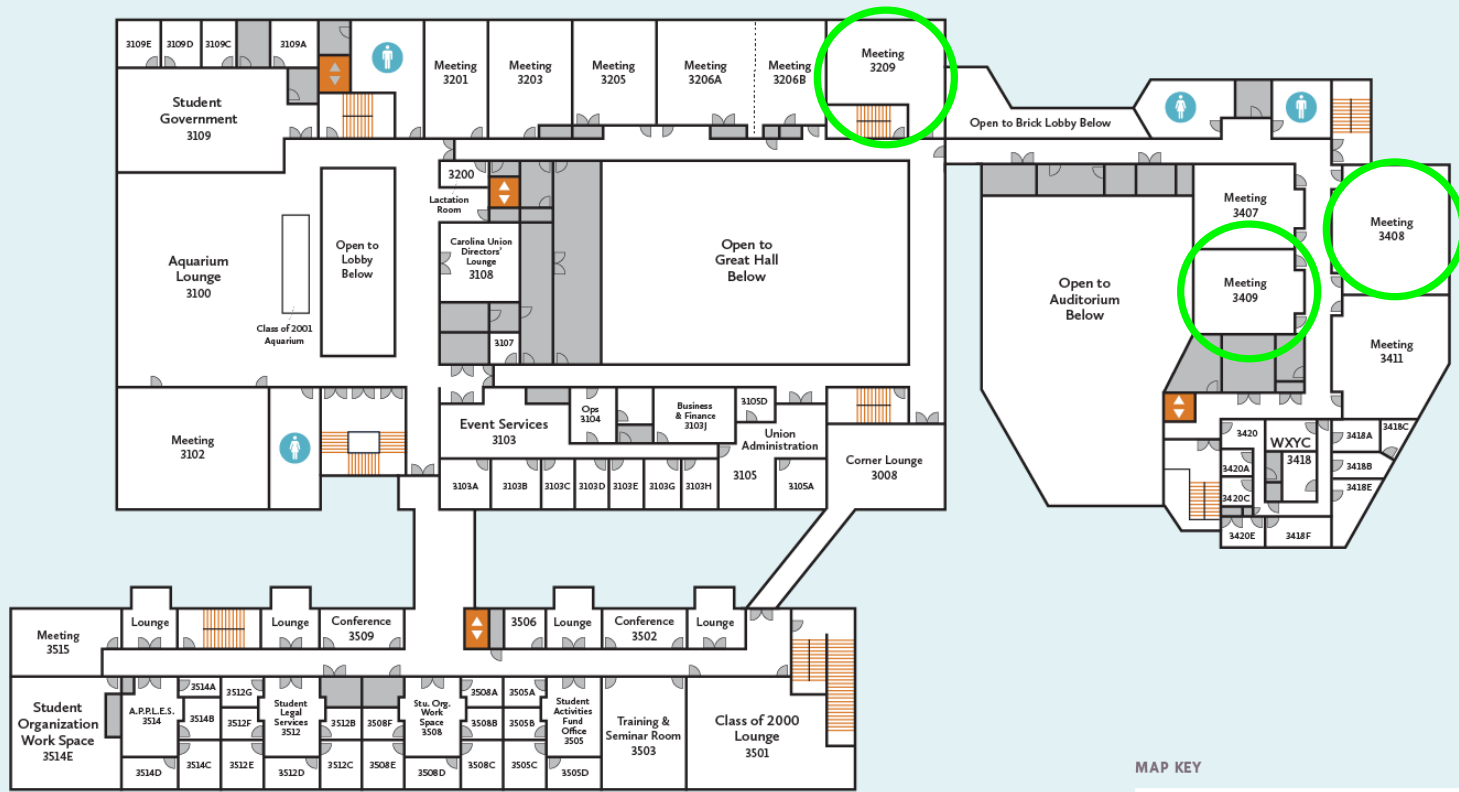 3109E
3109D
3109C
3109A
Student
Government
3109
Meeting
3201
Meeting
3203
Meeting
3205
Meeting
3206A
Meeting
3206B
Meeting
3209
Open to Brick Lobby Below
3200
Lactation
Room
Aquarium
Lounge
3100
Class of 2001
Aquarium
Open to
Lobby
Below
Carolina Union
Directors'
Lounge
3108
3107
Open to
Great Hall
Below
Open to
Auditorium
Below
Meeting
3407
Meeting
3409
Meeting
3408
Meeting
3411
Meeting
3102
Event Services
3103
Ops
3104
Business
& Finance
3103J
3105D
Union
Administration
3105
3105A
3103A
3103B
3103C
3103D
3103E
3103G
3103H
Corner Lounge
3008
3420
3420A
3420C
3420E
WXYC
3418
3418A
3418C
3418B
3418E
3418F
Meeting
3515
Lounge
Lounge
Conference
3509
3506
Lounge
Conference
3502
Lounge
Student
Organization
Work Space
3514E
A.P.P.L.E.S.
3514
3514D
3514A
3514B
3514C
3512G
3512F
3512E
Student
Legal
Services
3512
3512D
3512B
3512C
3508F
3508E
Stu. Org.
Work
Space
3508
3508D
3508A
3508B
3508C
3505A
3505B
3505C
Student
Activities
Fund
Office
3505
3505D
Training &
Seminar Room
3503
Class of 2000
Lounge
3501
MAP KEY